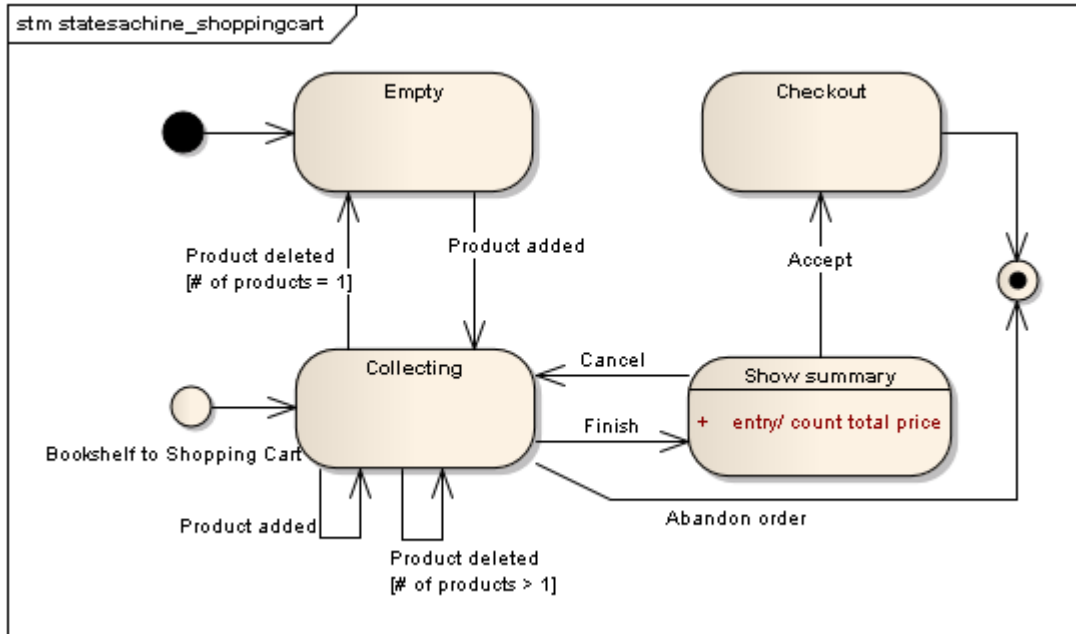 stm statesachine_shoppingcart
Empty
Checkout
Product deleted
[# of products = 1]
Product added
Accept
Collecting
Cancel
Show summary
+ entry/ count total price
Finish
Bookshelf to Shopping Cart
Product added
Abandon order
Product deleted
[# of products > 1]